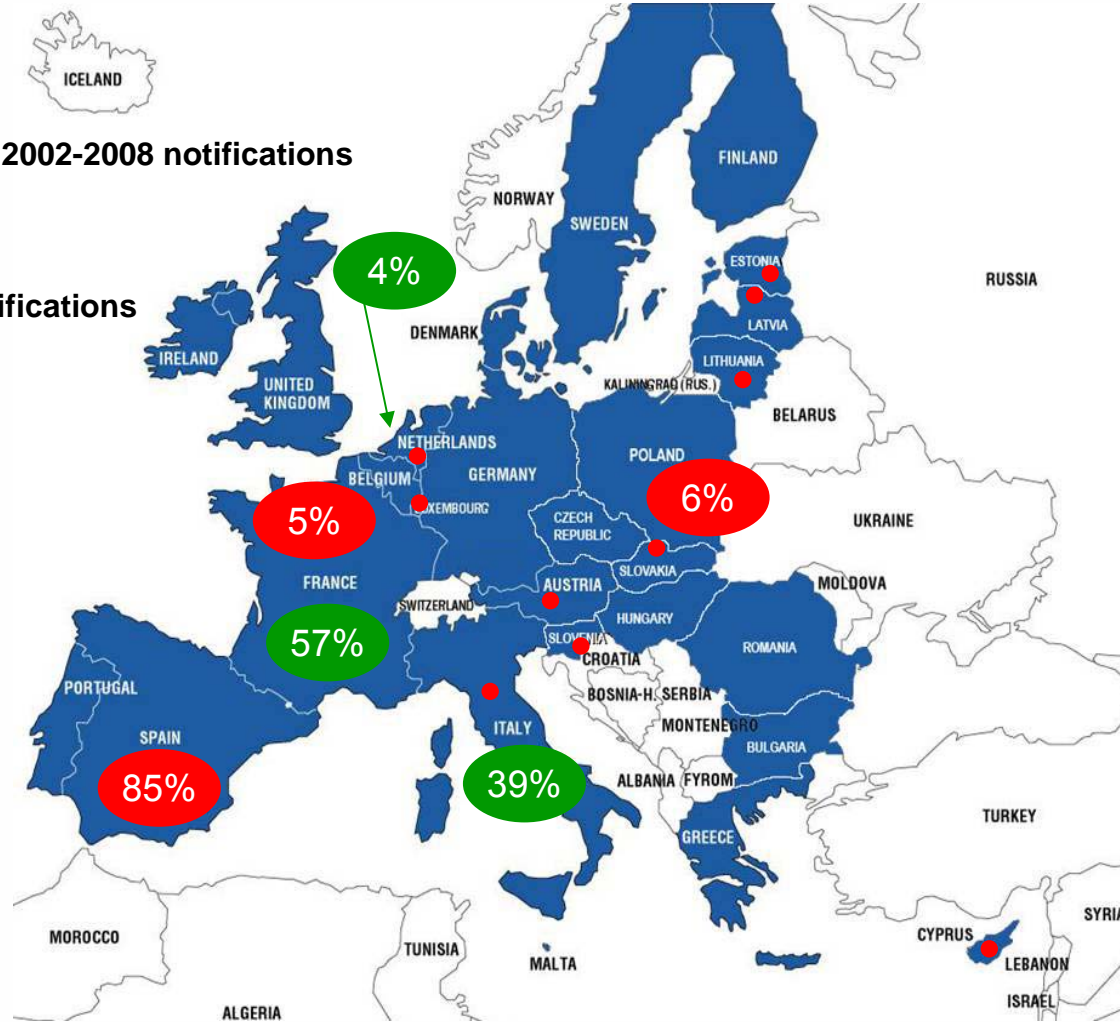 ICELAND
2002-2008 notifications
FINLAND
NORWAY
SWEDEN
4%
ESTONIA
RUSSIA
ifications
DENMARK
LATVIA
IRELAND
LITHUANIA
UNITED
KINGDOM
KALININGRAD (RUS.)
BELARUS
NETHERLANDS
POLAND
BELGIUM
GERMANY
6%
5%
LUXEMBOURG
CZECH
REPUBLIC
UKRAINE
SLOVAKIA
FRANCE
AUSTRIA
MOLDOVA
SWITZERLAND
HUNGARY
57%
SLOVENIA
ROMANIA
CROATIA
PORTUGAL
BOSNIA-H.
SERBIA
MONTENEGRO
ITALY
SPAIN
BULGARIA
85%
39%
ALBANIA
FYROM
TURKEY
GREECE
MOROCCO
TUNISIA
MALTA
CYPRUS
SYRIA
LEBANON
ISRAEL
ALGERIA